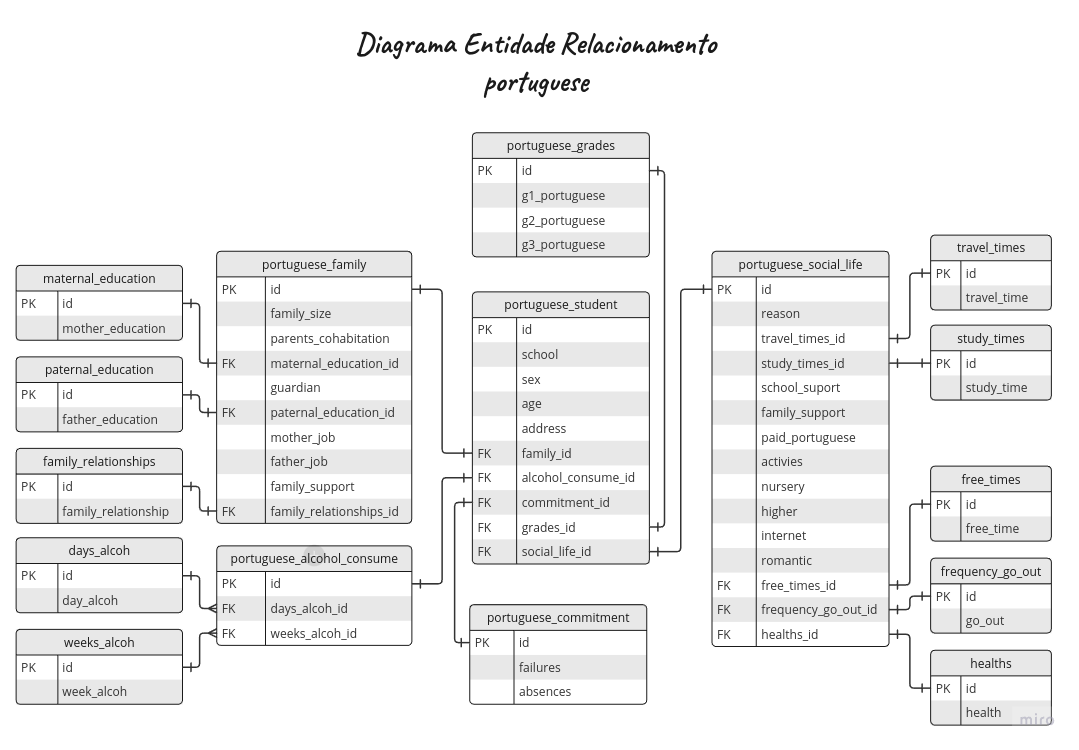 Diagrama Entidade Relacionamento
portuguese
portuguese_grades
PK id
g1_portuguese
g2_portuguese
g3_portuguese
maternal_education
PK id
mother_education
paternal_education
PK id
father_education
family_relationships
PK id
family_relationship
days_alcoh
PK id
day_alcoh
weeks_alcoh
PK id
week_alcoh
portuguese_family
PK id
family_size
parents_cohabitation
FK maternal_education_id
guardian
FK paternal_education_id
mother_job
father_job
family_support
FK family_relationships_id
portuguese_alcohol_consume
PK id
FK days_alcoh_id
FK weeks_alcoh_id
portuguese_student
PK id
school
sex
age
address
FK family_id
FK alcohol_consume_id
FK commitment_id
FK grades_id
FK social_life_id
portuguese_commitment
PK id
failures
absences
portuguese_social_life
PK id
reason
travel_times_id
study_times_id
school_suport
family_support
paid_portuguese
activies
nursery
higher
internet
romantic
FK free_times_id
FK frequency_go_out_id
FK healths_id
travel_times
PK id
travel_time
study_times
PK id
study_time
free_times
PK id
free_time
frequency_go_out
PK id
go_out
healths
PK id
health
miro